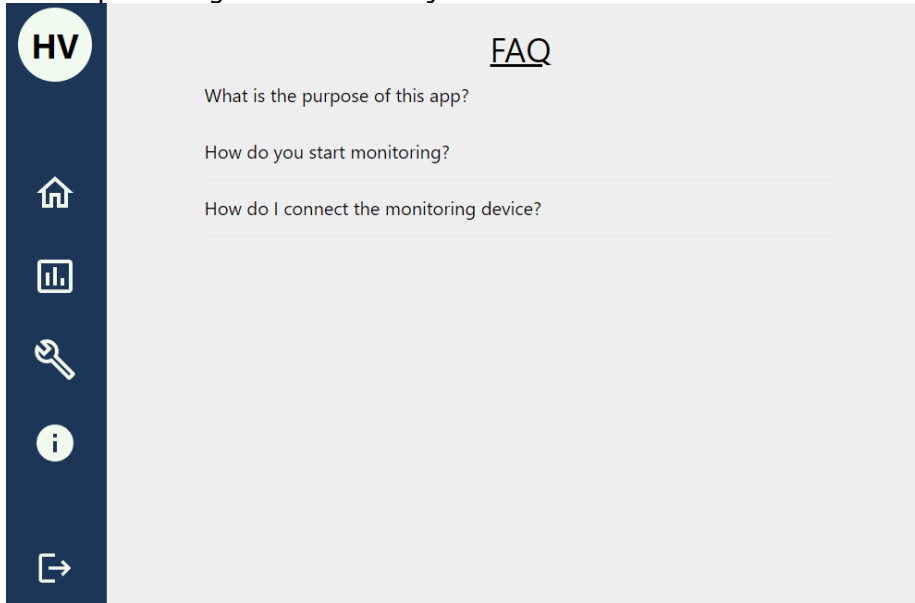 HV
FAQ
What is the purpose of this app?
How do you start monitoring?
How do I connect the monitoring device?